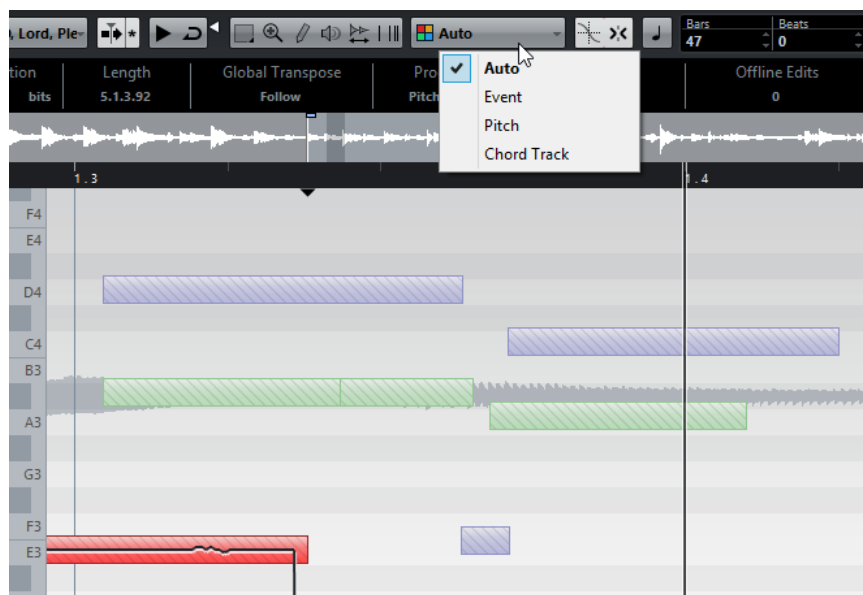 , Lord, Ple
*
Auto
Bars
47
Beats
0
tion
bits
Length
5.1.3.92
Global Transpose
Follow
Pro
Pitch
Offline Edits
0
Auto
Event
Pitch
Chord Track
1.3
1.4
F4
E4
D4
C4
B3
A3
G3
F3
E3